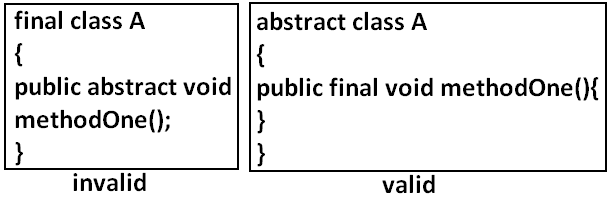 final class A
{
public abstract void
methodOne();
}
invalid
abstract class A
{
public final void methodOne(){
}
}
valid